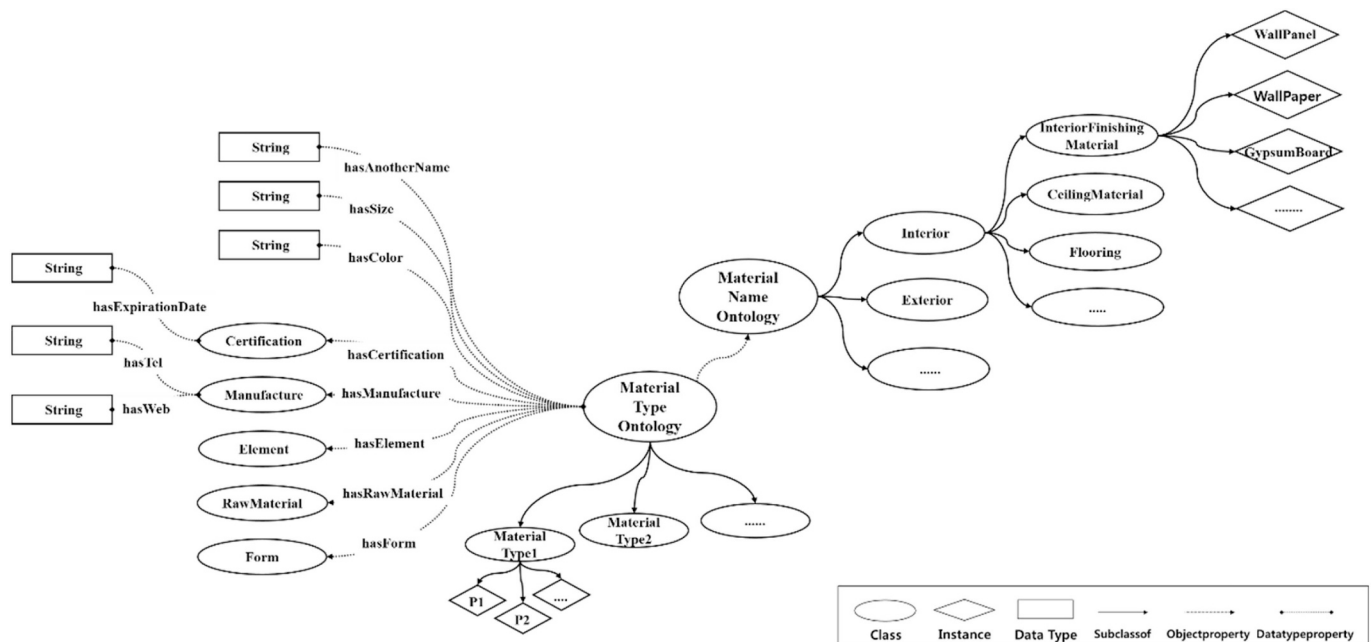 WallPanel
WallPaper
GypsumBoard
........
InteriorFinishing
Material
CeilingMaterial
Flooring
.....
Interior
Exterior
......
Material
Name
Ontology
String
hasAnotherName
String
hasSize
String
hasColor
String
hasExpirationDate
String
hasTel
String
hasWeb
Certification
hasCertification
Manufacture
hasManufacture
Element
hasElement
RawMaterial
hasRawMaterial
Form
hasForm
Material
Type
Ontology
Material
Type1
Material
Type2
......
P1
P2
....
Class
Instance
Data Type
Subclassof
Objectproperty
Datatypeproperty